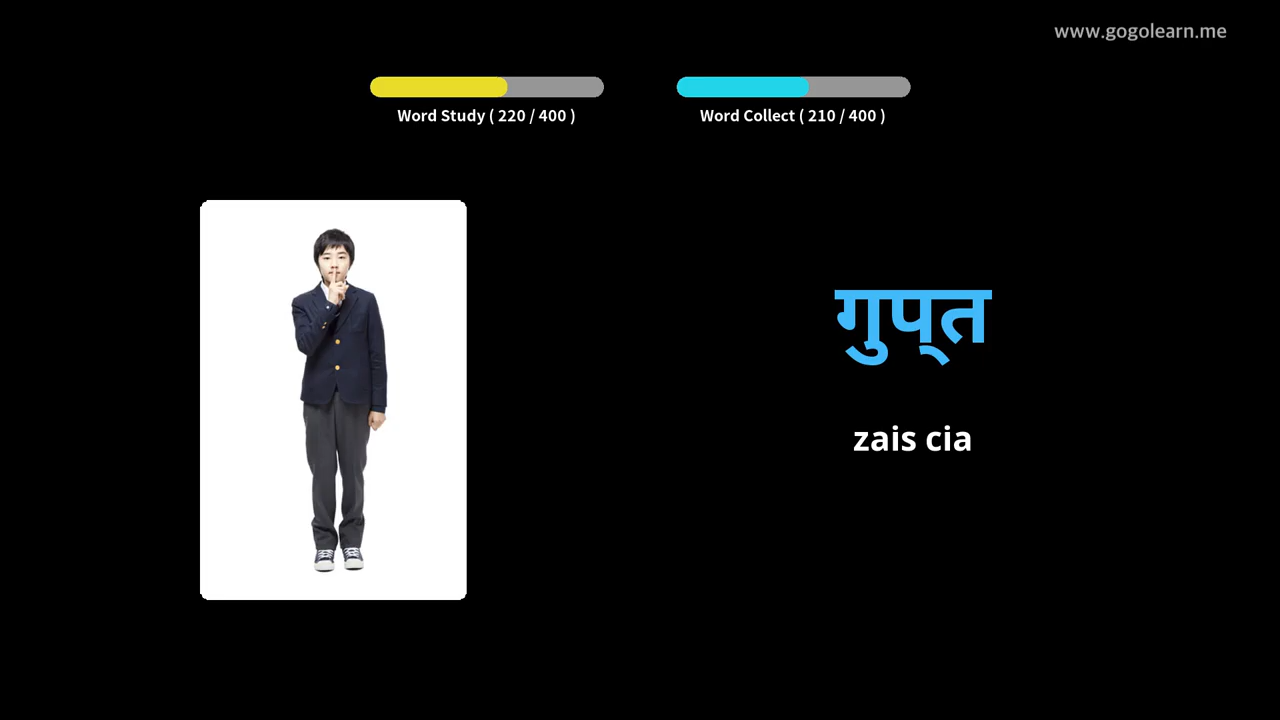 www.gogolearn.me
Word Study ( 220 / 400 )
Word Collect ( 210 / 400 )
गुप्‌त
zais cia